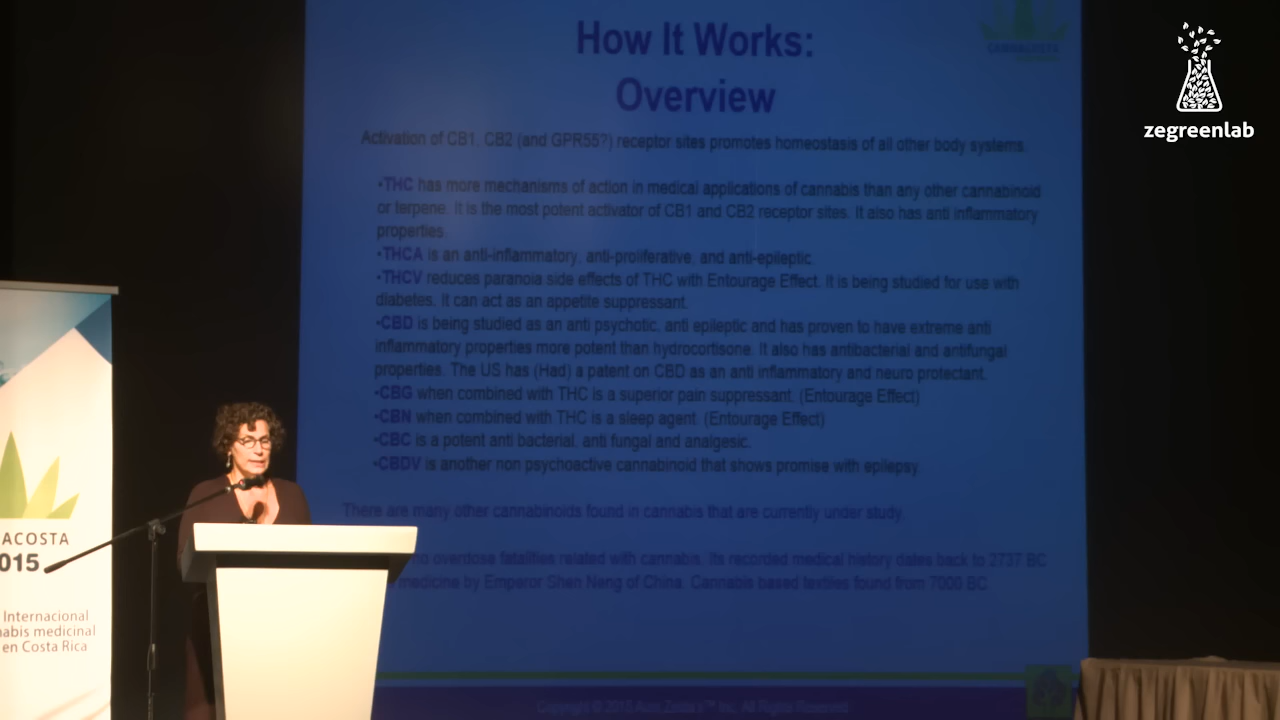 How It Works:
Overview
Activation of CB1, CB2 (and GPR55?) receptor sites promotes homeostasis of all other body systems.
•THC has more mechanisms of action in medical applications of cannabis than any other cannabinoid
or terpene. It is the most potent activator of CB1 and CB2 receptor sites. It also has anti inflammatory
properties.
•THCA is an anti-inflammatory, anti-proliferative, and anti-epileptic.
•THCV reduces paranoia side effects of THC with Entourage Effect. It is being studied for use with
diabetes. It can act as an appetite suppressant.
•CBD is being studied as an anti psychotic, anti epileptic and has proven to have extreme anti
inflammatory properties more potent than hydrocortisone. It also has antibacterial and antifungal
properties. The US has (Had) a patent on CBD as an anti inflammatory and neuro protectant.
•CBG when combined with THC is a superior pain suppressant. (Entourage Effect)
•CBN when combined with THC is a sleep agent. (Entourage Effect)
•CBC is a potent anti bacterial, anti fungal and analgesic.
•CBDV is another non psychoactive cannabinoid that shows promise with epilepsy.
There are many other cannabinoids found in cannabis that are currently under study.
no overdose fatalities related with cannabis. Its recorded medical history dates back to 2737 BC
medicine by Emperor Shen Neng of China. Cannabis based textiles found from 7000 BC.
Copyright © 2015 Inc. All Rights Reserved
CANNACOSTA
zegreenlab
ACOSTA
015
Internacional
nabis medicinal
en Costa Rica